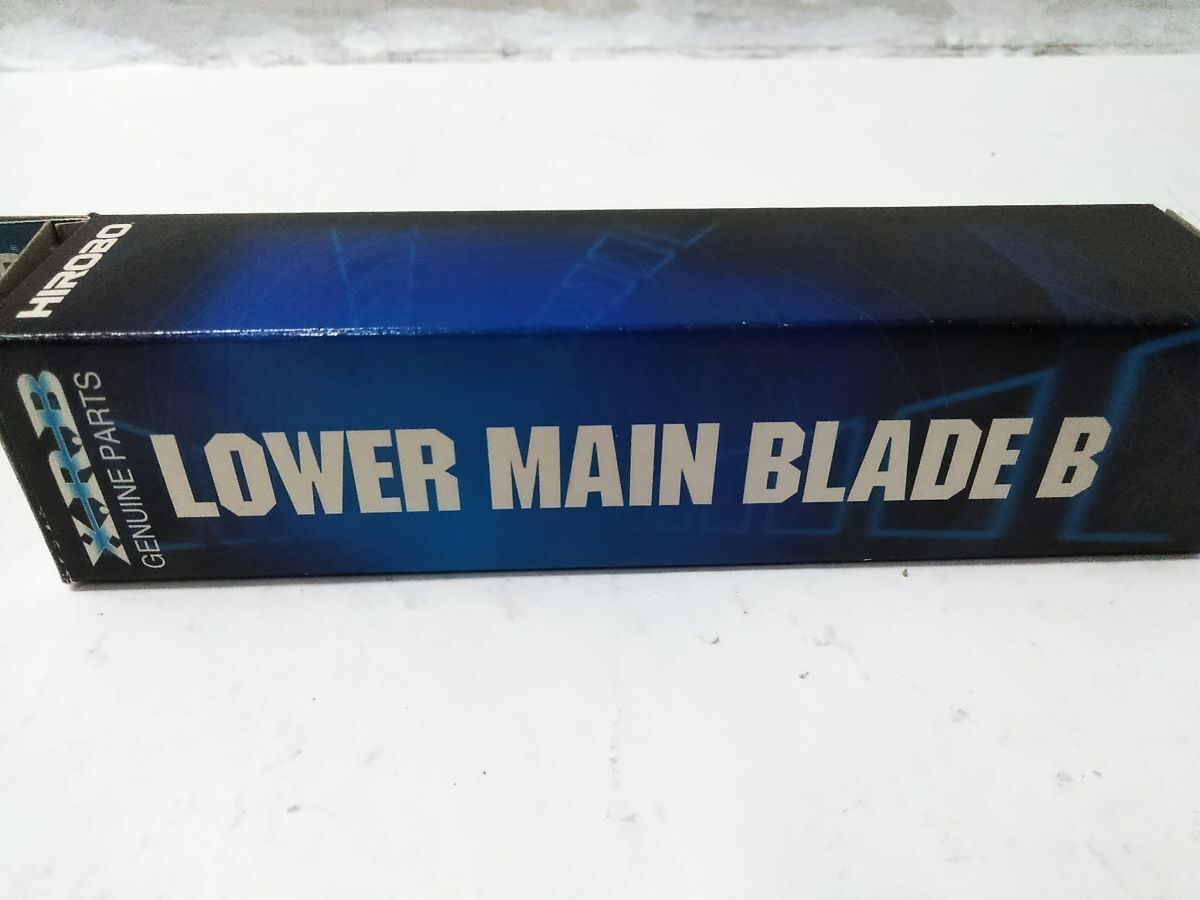 HIROBO
X.R.B
GENUINE PARTS
LOWER MAIN BLADE B